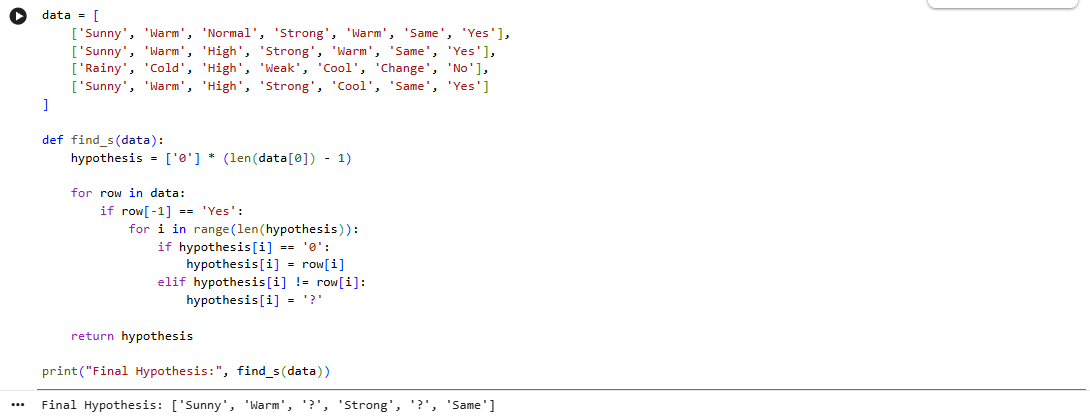 data = [
    ['Sunny', 'Warm', 'Normal', 'Strong', 'Warm', 'Same', 'Yes'],
    ['Sunny', 'Warm', 'High', 'Strong', 'Warm', 'Same', 'Yes'],
    ['Rainy', 'Cold', 'High', 'Weak', 'Cool', 'Change', 'No'],
    ['Sunny', 'Warm', 'High', 'Strong', 'Cool', 'Same', 'Yes']
]
def find_s(data):
    hypothesis = ['0'] * (len(data[0]) - 1)
    for row in data:
        if row[-1] == 'Yes':
            for i in range(len(hypothesis)):
                if hypothesis[i] == '0':
                    hypothesis[i] = row[i]
                elif hypothesis[i] != row[i]:
                    hypothesis[i] = '?'
    return hypothesis
print("Final Hypothesis:", find_s(data))
Final Hypothesis: ['Sunny', 'Warm', '?', 'Strong', '?', 'Same']